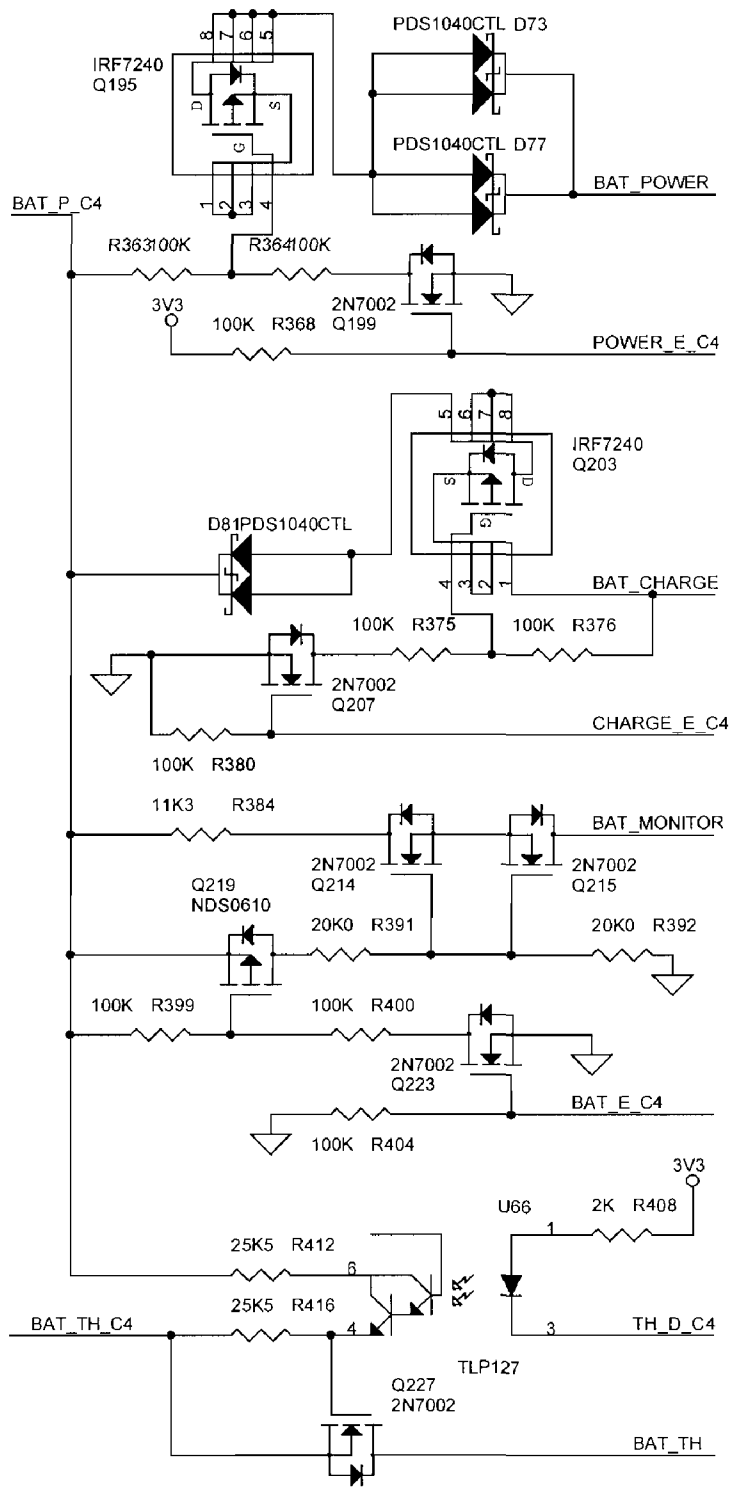 PDS1040CTL D73
8 7 6 5
IRF7240
Q195
D S
G
PDS1040CTL D77
1 2 3 4
BAT_POWER
BAT_P_C4
R363100K R364100K
3V3
2N7002
Q199
100K R368
POWER_E_C4
5 6 7 8
IRF7240
Q203
S D
G
D81PDS1040CTL
4 3 2 1
BAT_CHARGE
100K R375 100K R376
2N7002
Q207
CHARGE_E_C4
100K R380
11K3 R384
BAT_MONITOR
2N7002
Q214
2N7002
Q215
Q219
NDS0610
20K0 R391
20K0 R392
100K R399 100K R400
2N7002
Q223
BAT_E_C4
100K R404
3V3
U66
2K R408
1
25K5 R412
6
25K5 R416
BAT_TH_C4
4
3
TH_D_C4
TLP127
Q227
2N7002
BAT_TH